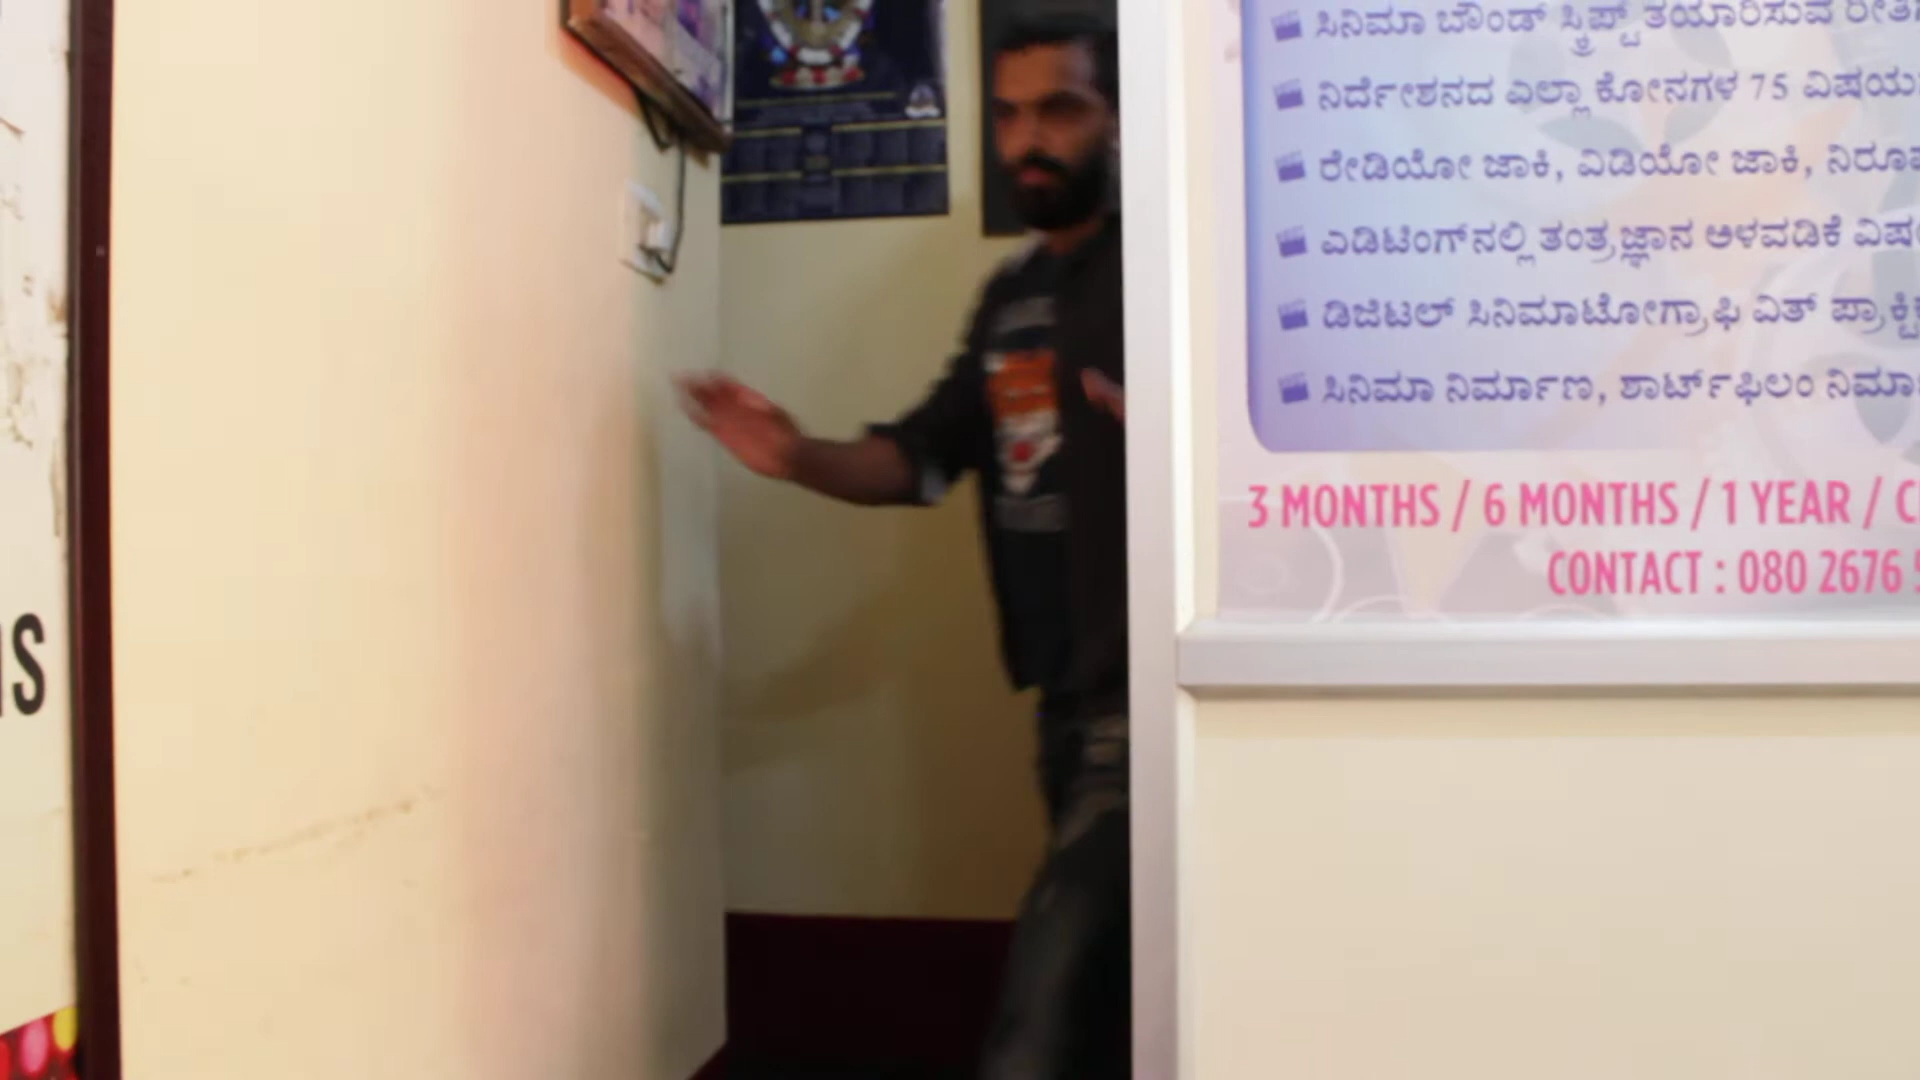 ಸಿನಿಮಾ ಬೌಂಡ್ ಸ್ಕ್ರಿಪ್ಟ್ ತಯಾರಿಸುವ
ನಿರ್ದೇಶನದ ಎಲ್ಲಾ ಕೋನಗಳ 75
ರೇಡಿಯೋ ಜಾಕಿ, ವಿಡಿಯೋ ಜಾಕಿ,
ಎಡಿಟಿಂಗ್‌ನಲ್ಲಿ ತಂತ್ರಜ್ಞಾನ ಅಳವಡಿಕೆ
ಡಿಜಿಟಲ್ ಸಿನಿಮಾಟೋಗ್ರಾಫಿ ವಿತ್
ಸಿನಿಮಾ ನಿರ್ಮಾಣ, ಶಾರ್ಟ್‌ಫಿಲಂ
3 MONTHS / 6 MONTHS / 1 YEAR /
CONTACT : 080 2676